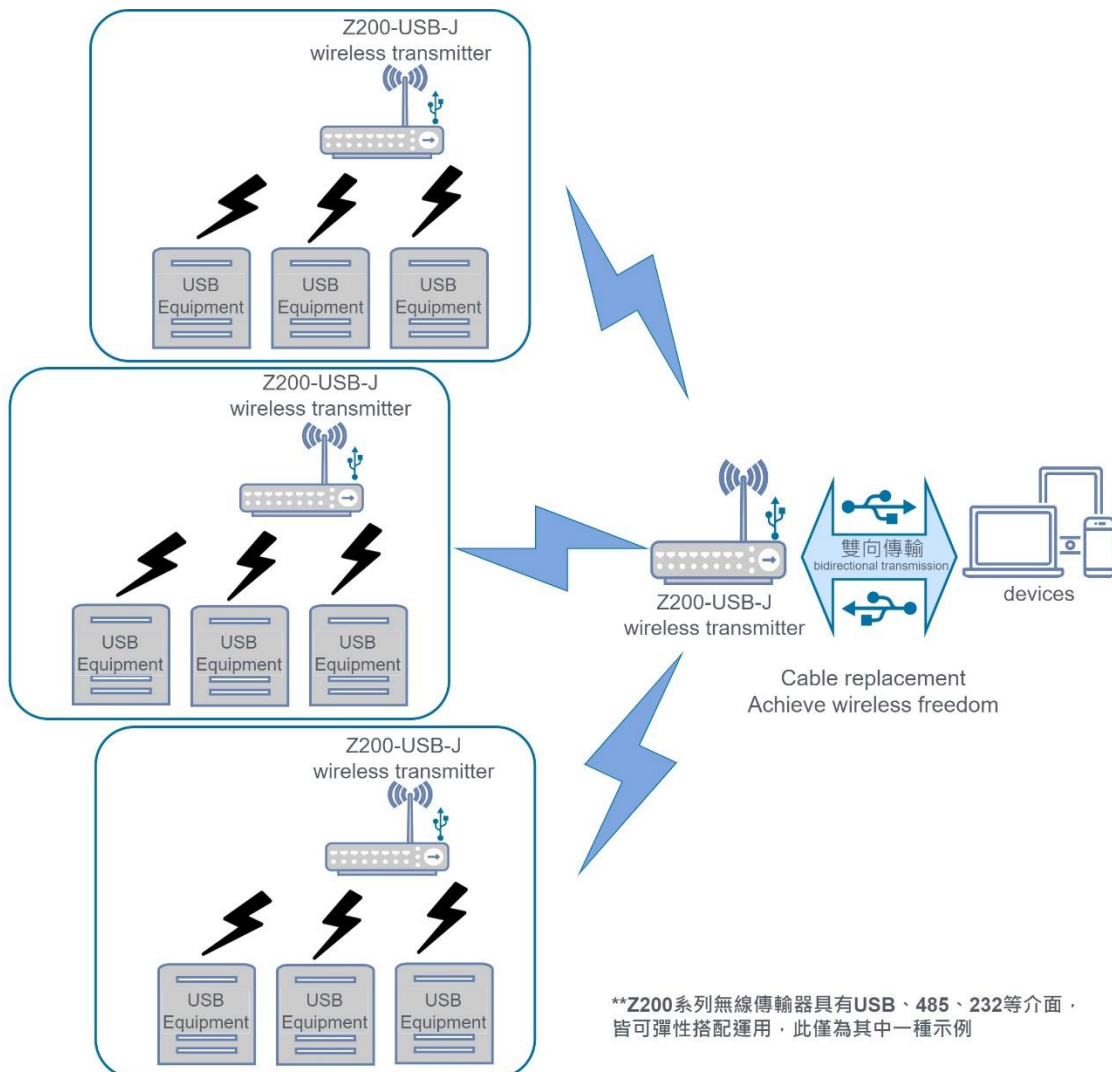 Z200-USB-J
wireless transmitter
USB
Equipment
USB
Equipment
USB
Equipment
Z200-USB-J
wireless transmitter
USB
Equipment
USB
Equipment
USB
Equipment
Z200-USB-J
wireless transmitter
雙向傳輸
bidirectional transmission
devices
Cable replacement
Achieve wireless freedom
Z200-USB-J
wireless transmitter
USB
Equipment
USB
Equipment
USB
Equipment
**Z200系列無線傳輸器具有USB、485、232等介面，
皆可彈性搭配運用，此僅為其中一種示例